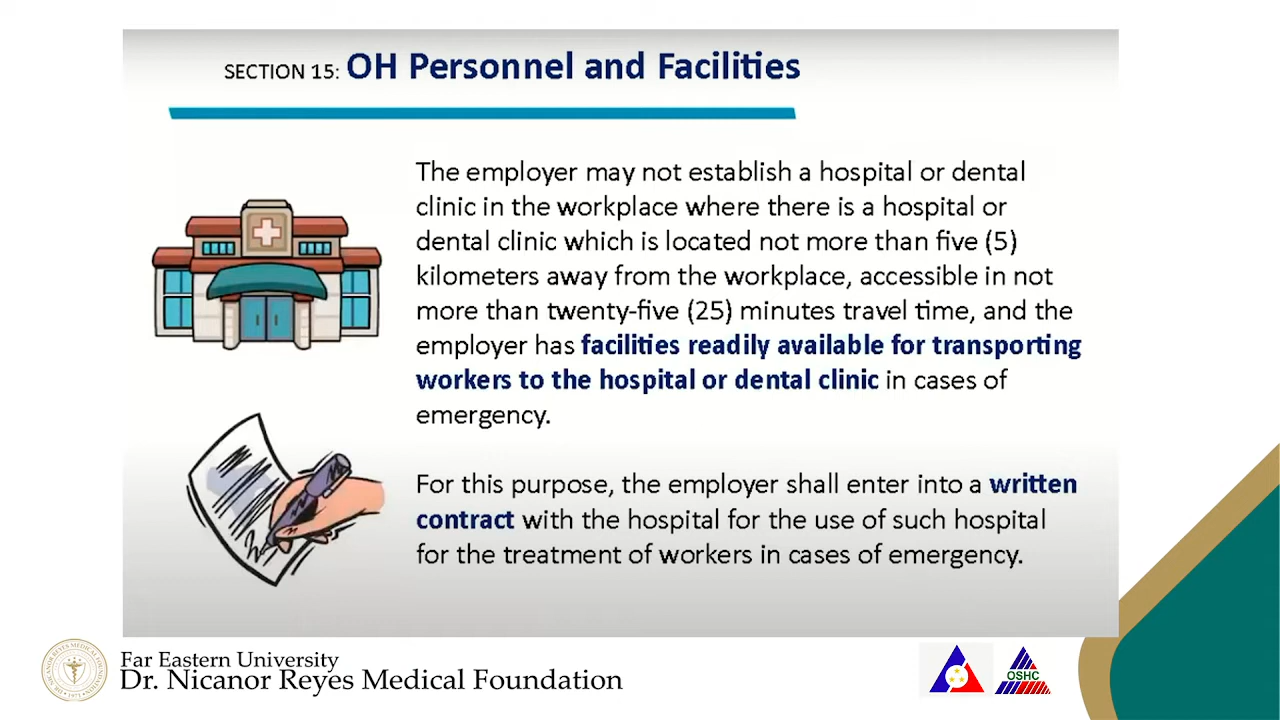 SECTION 15: OH Personnel and Facilities
The employer may not establish a hospital or dental
clinic in the workplace where there is a hospital or
dental clinic which is located not more than five (5)
kilometers away from the workplace, accessible in not
more than twenty-five (25) minutes travel time, and the
employer has facilities readily available for transporting
workers to the hospital or dental clinic in cases of
emergency.
For this purpose, the employer shall enter into a written
contract with the hospital for the use of such hospital
for the treatment of workers in cases of emergency.
Far Eastern University
Dr. Nicanor Reyes Medical Foundation
OSHC